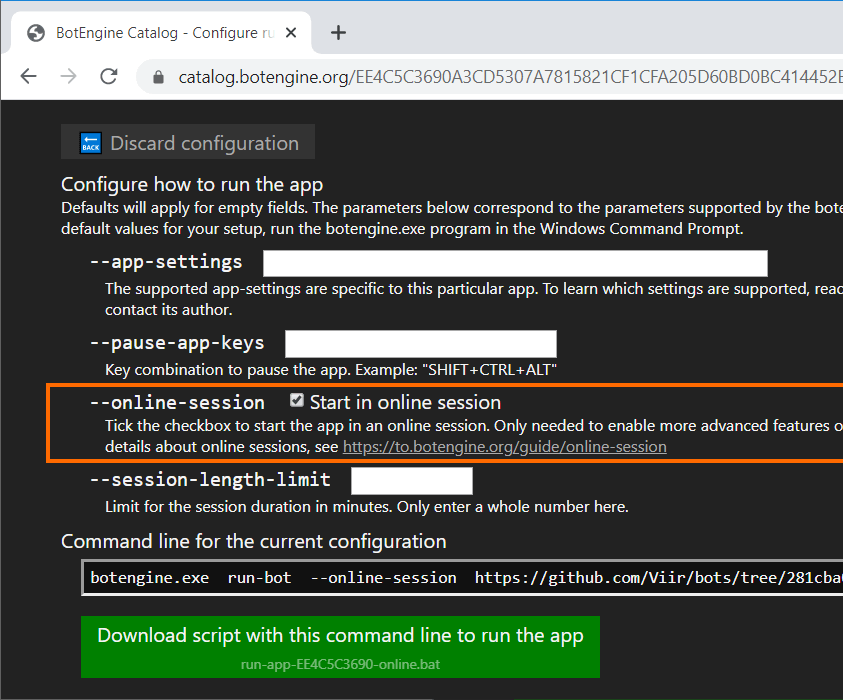 BotEngine Catalog - Configure ru
catalog.botengine.org/EE4C5C3690A3CD5307A7815821CF1CFA205D60BD0BC414452E
BACK Discard configuration
Configure how to run the app
Defaults will apply for empty fields. The parameters below correspond to the parameters supported by the bote
default values for your setup, run the botengine.exe program in the Windows Command Prompt.
--app-settings
The supported app-settings are specific to this particular app. To learn which settings are supported, read
contact its author.
--pause-app-keys
Key combination to pause the app. Example: "SHIFT+CTRL+ALT"
--online-session Start in online session
Tick the checkbox to start the app in an online session. Only needed to enable more advanced features o
details about online sessions, see https://to.botengine.org/guide/online-session
--session-length-limit
Limit for the session duration in minutes. Only enter a whole number here.
Command line for the current configuration
botengine.exe run-bot --online-session https://github.com/Viir/bots/tree/281cba
Download script with this command line to run the app
run-app-EE4C5C3690-online.bat